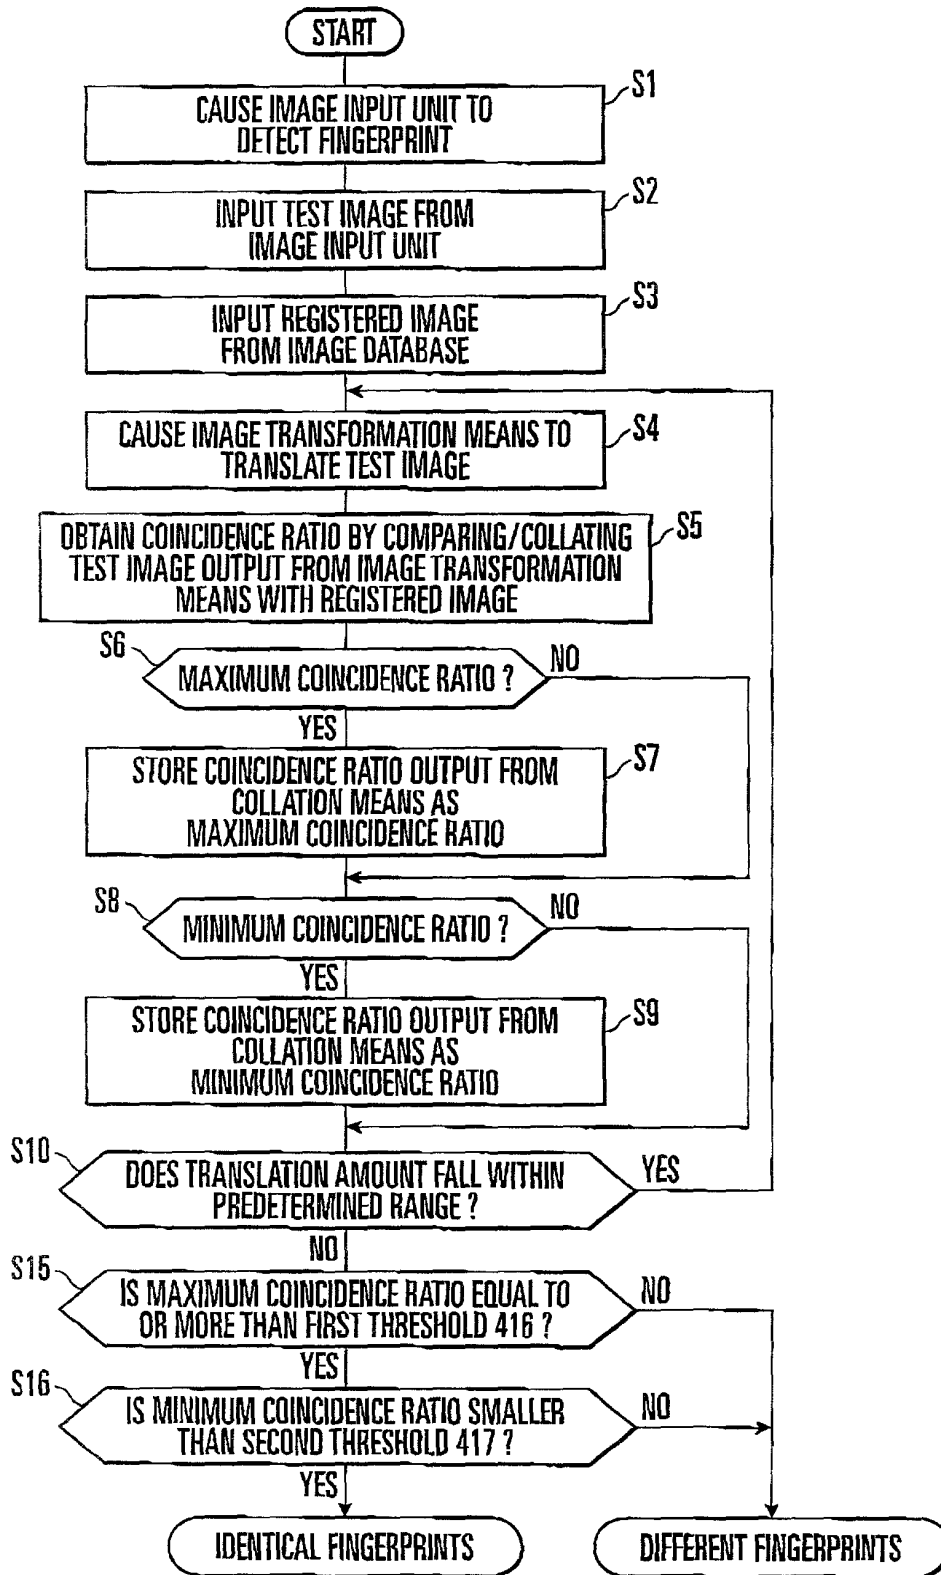 START
S1
CAUSE IMAGE INPUT UNIT TO
DETECT FINGERPRINT
S2
INPUT TEST IMAGE FROM
IMAGE INPUT UNIT
S3
INPUT REGISTERED IMAGE
FROM IMAGE DATABASE
S4
CAUSE IMAGE TRANSFORMATION MEANS TO
TRANSLATE TEST IMAGE
S5
OBTAIN COINCIDENCE RATIO BY COMPARING/COLLATING
TEST IMAGE OUTPUT FROM IMAGE TRANSFORMATION
MEANS WITH REGISTERED IMAGE
S6
MAXIMUM COINCIDENCE RATIO ?
NO
YES
S7
STORE COINCIDENCE RATIO OUTPUT FROM
COLLATION MEANS AS
MAXIMUM COINCIDENCE RATIO
S8
MINIMUM COINCIDENCE RATIO ?
NO
YES
S9
STORE COINCIDENCE RATIO OUTPUT FROM
COLLATION MEANS AS
MINIMUM COINCIDENCE RATIO
S10
DOES TRANSLATION AMOUNT FALL WITHIN
PREDETERMINED RANGE ?
YES
NO
S15
IS MAXIMUM COINCIDENCE RATIO EQUAL TO
OR MORE THAN FIRST THRESHOLD 416 ?
NO
YES
S16
IS MINIMUM COINCIDENCE RATIO SMALLER
THAN SECOND THRESHOLD 417 ?
NO
YES
IDENTICAL FINGERPRINTS
DIFFERENT FINGERPRINTS